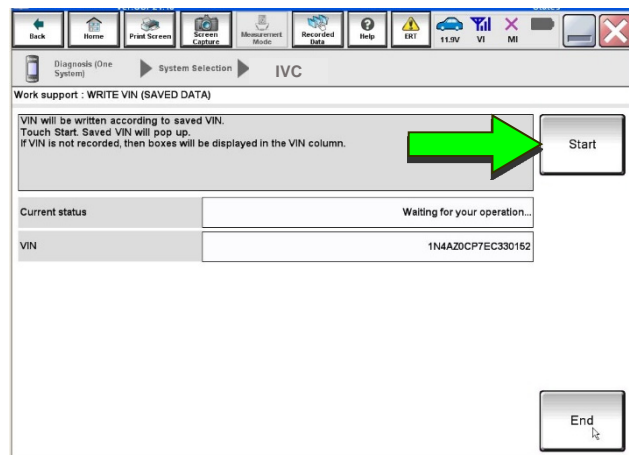 Back
Home
Print Screen
Screen Capture
Measurement Mode
Recorded Data
Help
ERT
11.9V
VI
MI
Diagnosis (One System)
System Selection
IVC
Work support : WRITE VIN (SAVED DATA)
VIN will be written according to saved VIN.
Touch Start. Saved VIN will pop up.
If VIN is not recorded, then boxes will be displayed in the VIN column.
Start
Current status
Waiting for your operation...
VIN
1N4AZ0CP7EC330152
End